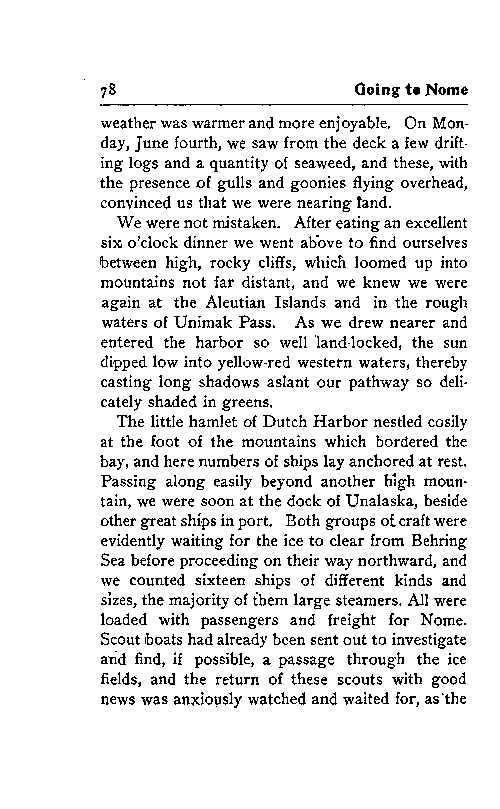 78 Going to Nome
weather was warmer and more enjoyable. On Mon-
day, June fourth, we saw from the deck a few drift-
ing logs and a quantity of seaweed, and these, with
the presence of gulls and goonies flying overhead,
convinced us that we were nearing land.
We were not mistaken. After eating an excellent
six o'clock dinner we went above to find ourselves
between high, rocky cliffs, which loomed up into
mountains not far distant, and we knew we were
again at the Aleutian Islands and in the rough
waters of Unimak Pass. As we drew nearer and
entered the harbor so well land-locked, the sun
dipped low into yellow-red western waters, thereby
casting long shadows aslant our pathway so deli-
cately shaded in greens.
The little hamlet of Dutch Harbor nestled cosily
at the foot of the mountains which bordered the
bay, and here numbers of ships lay anchored at rest.
Passing along easily beyond another high moun-
tain, we were soon at the dock of Unalaska, beside
other great ships in port. Both groups of craft were
evidently waiting for the ice to clear from Behring
Sea before proceeding on their way northward, and
we counted sixteen ships of different kinds and
sizes, the majority of them large steamers. All were
loaded with passengers and freight for Nome.
Scout boats had already been sent out to investigate
and find, if possible, a passage through the ice
fields, and the return of these scouts with good
news was anxiously watched and waited for, as the